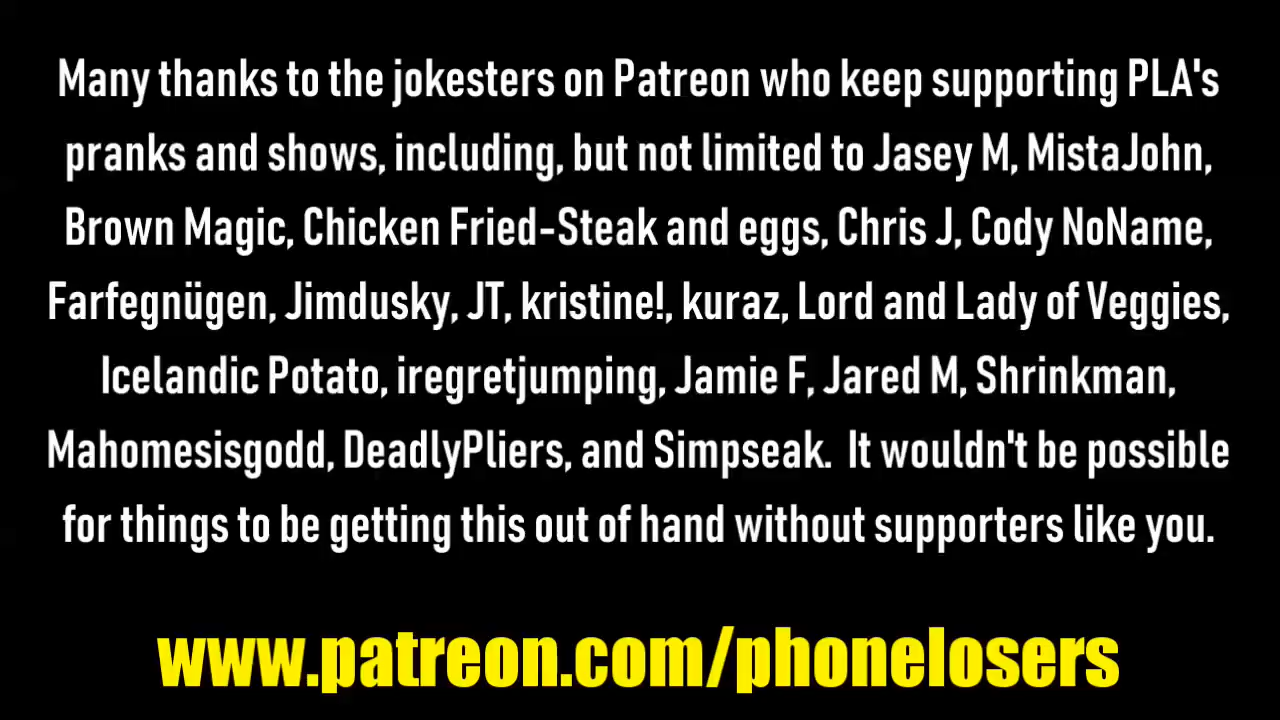 Many thanks to the jokesters on Patreon who keep supporting PLA's
pranks and shows, including, but not limited to Jasey M, MistaJohn,
Brown Magic, Chicken Fried-Steak and eggs, Chris J, Cody NoName,
Farfegnügen, Jimdusky, JT, kristine!, kuraz, Lord and Lady of Veggies,
Icelandic Potato, iregretjumping, Jamie F, Jared M, Shrinkman,
Mahomesisgodd, DeadlyPliers, and Simpseak.  It wouldn't be possible
for things to be getting this out of hand without supporters like you.
www.patreon.com/phonelosers